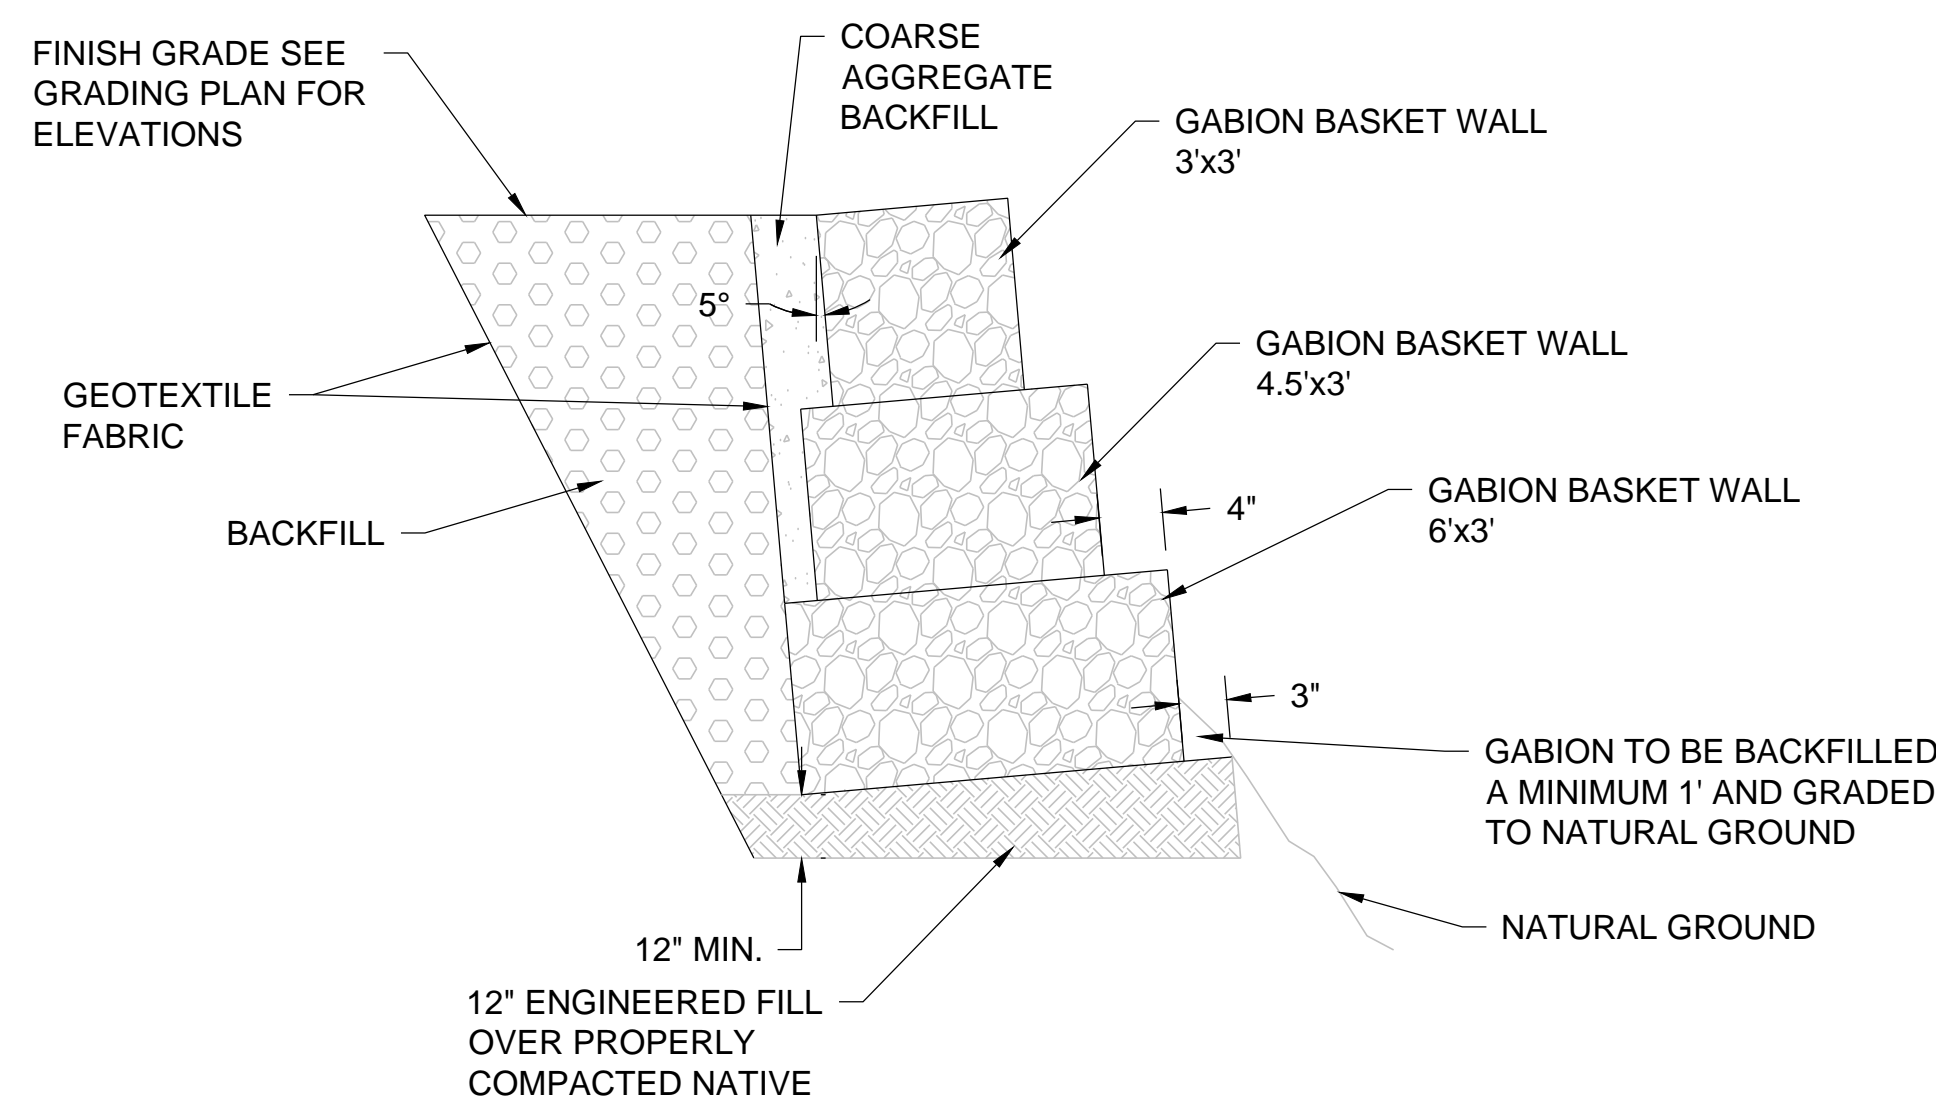 FINISH GRADE SEE
GRADING PLAN FOR
ELEVATIONS
COARSE
AGGREGATE
BACKFILL
GABION BASKET WALL
3'x3'
5°
GABION BASKET WALL
4.5'x3'
GEOTEXTILE
FABRIC
GABION BASKET WALL
6'x3'
4"
BACKFILL
3"
GABION TO BE BACKFILLED
A MINIMUM 1' AND GRADED
TO NATURAL GROUND
NATURAL GROUND
12" MIN.
12" ENGINEERED FILL
OVER PROPERLY
COMPACTED NATIVE